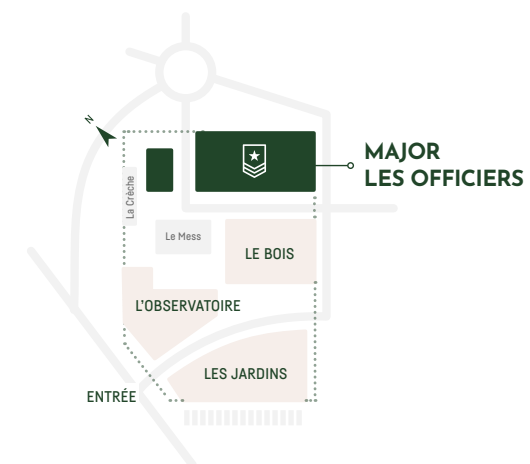 N
MAJOR
LES OFFICIERS
La Crèche
Le Mess
LE BOIS
L'OBSERVATOIRE
LES JARDINS
ENTRÉE